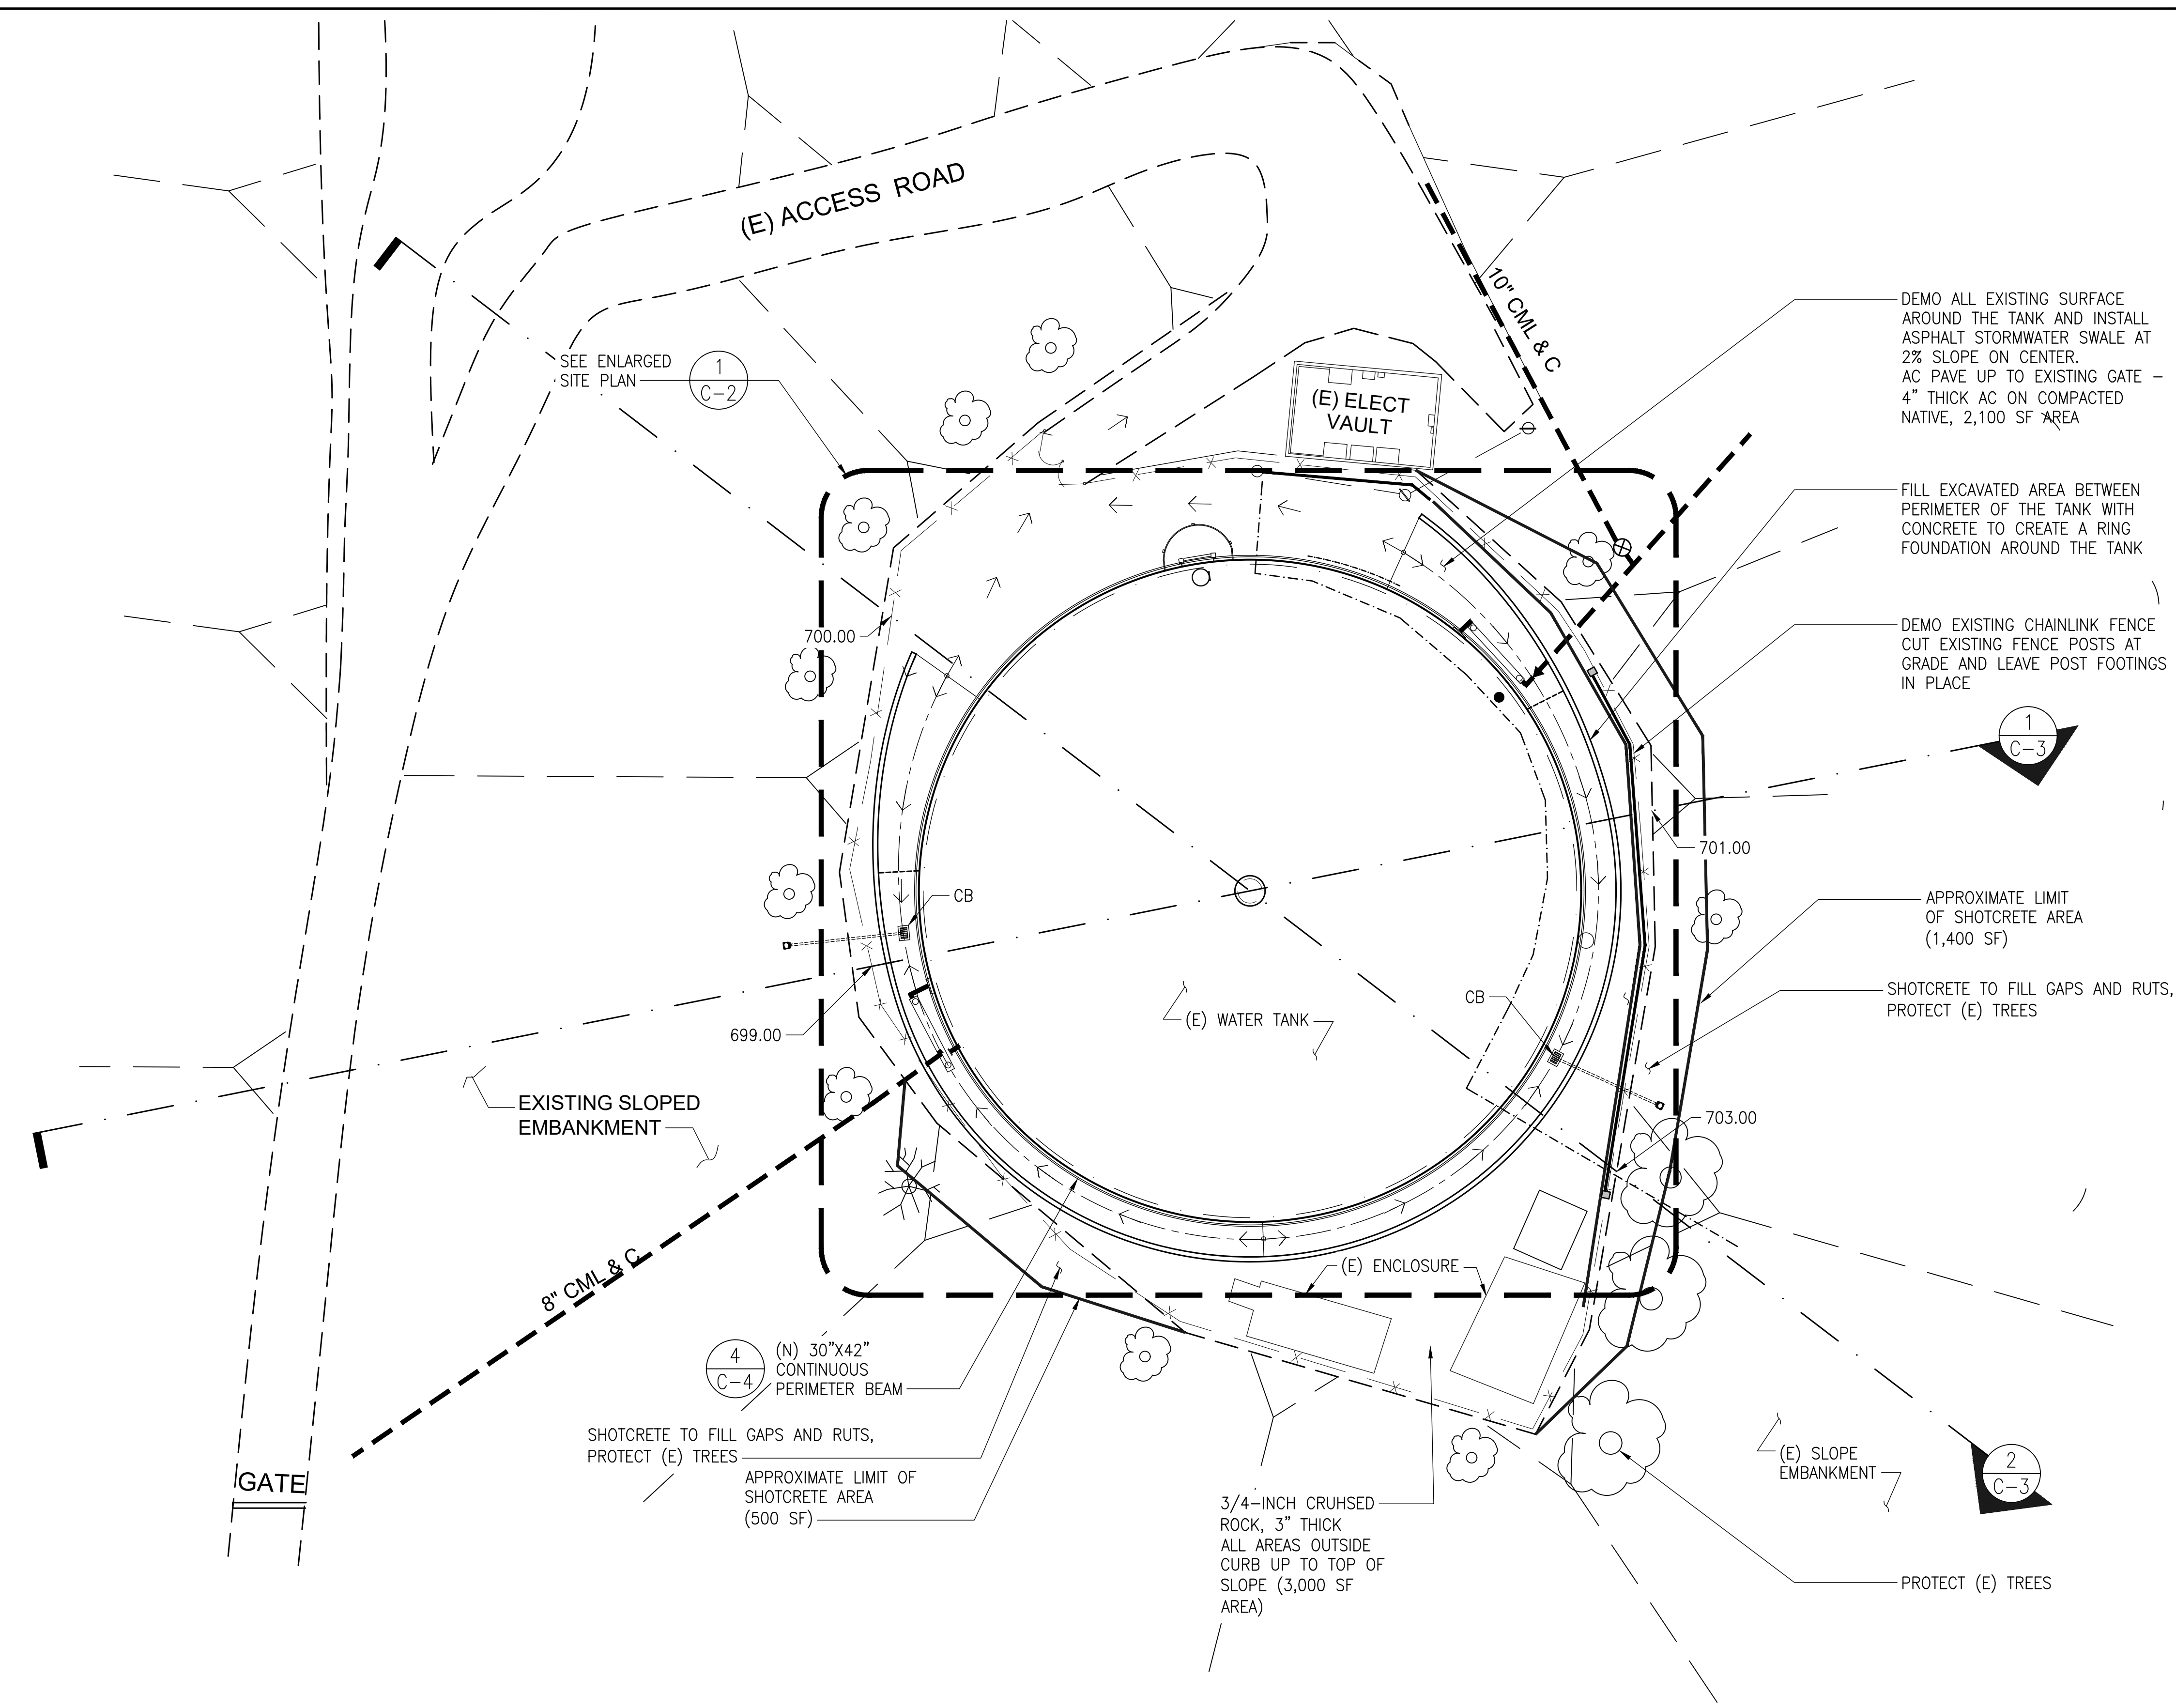 (E) ACCESS ROAD
10" CML & C
SEE ENLARGED
SITE PLAN
1
C-2
(E) ELECT
VAULT
DEMO ALL EXISTING SURFACE
AROUND THE TANK AND INSTALL
ASPHALT STORMWATER SWALE AT
2% SLOPE ON CENTER.
AC PAVE UP TO EXISTING GATE –
4" THICK AC ON COMPACTED
NATIVE, 2,100 SF AREA
FILL EXCAVATED AREA BETWEEN
PERIMETER OF THE TANK WITH
CONCRETE TO CREATE A RING
FOUNDATION AROUND THE TANK
DEMO EXISTING CHAINLINK FENCE
CUT EXISTING FENCE POSTS AT
GRADE AND LEAVE POST FOOTINGS
IN PLACE
700.00
1
C-3
701.00
CB
APPROXIMATE LIMIT
OF SHOTCRETE AREA
(1,400 SF)
SHOTCRETE TO FILL GAPS AND RUTS,
PROTECT (E) TREES
CB
(E) WATER TANK
699.00
EXISTING SLOPED
EMBANKMENT
703.00
8" CML & C
(E) ENCLOSURE
4
C-4
(N) 30"X42"
CONTINUOUS
PERIMETER BEAM
SHOTCRETE TO FILL GAPS AND RUTS,
PROTECT (E) TREES
APPROXIMATE LIMIT OF
SHOTCRETE AREA
(500 SF)
GATE
3/4-INCH CRUHSED
ROCK, 3" THICK
ALL AREAS OUTSIDE
CURB UP TO TOP OF
SLOPE (3,000 SF
AREA)
(E) SLOPE
EMBANKMENT
2
C-3
PROTECT (E) TREES